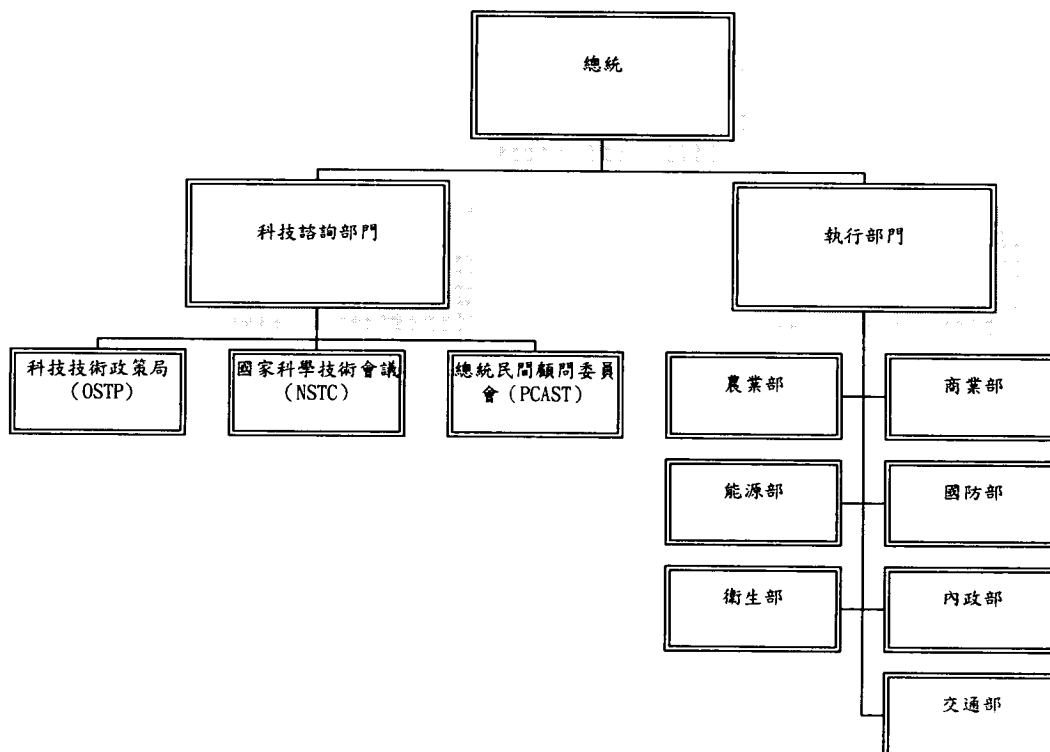 總統
科技諮詢部門
執行部門
科技技術政策局
(OSTP)
國家科學技術會議
(NSTC)
總統民間顧問委員
會(PCAST)
農業部
商業部
能源部
國防部
衛生部
內政部
交通部